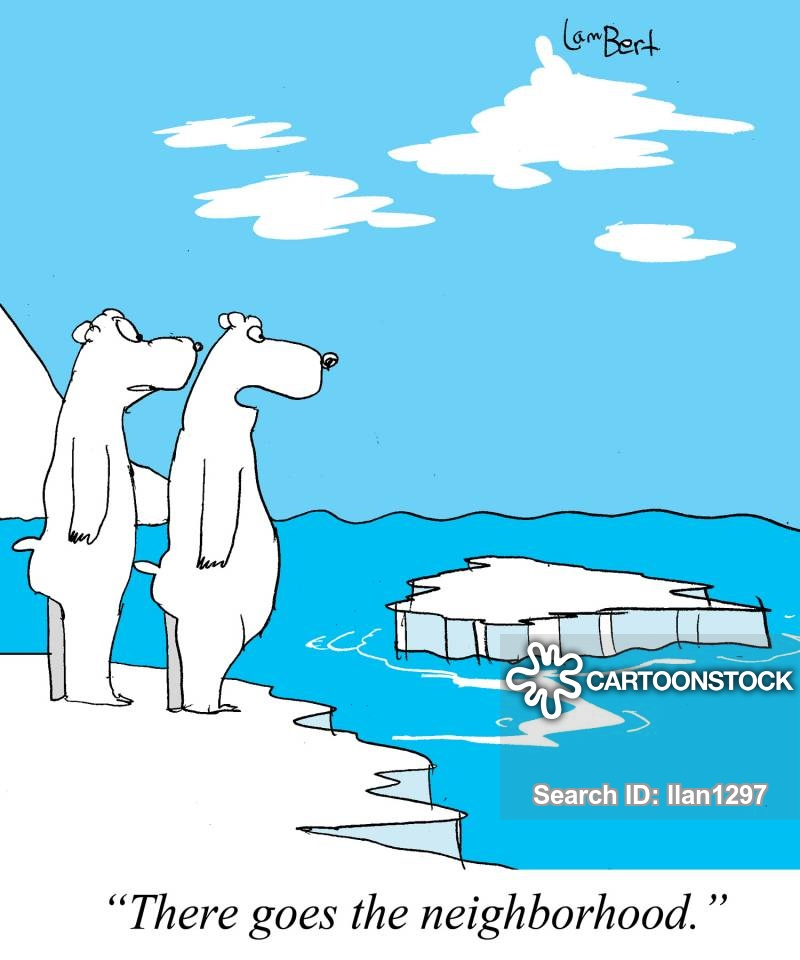 Lambert
CARTOONSTOCK
Search ID: llan1297
“There goes the neighborhood.”